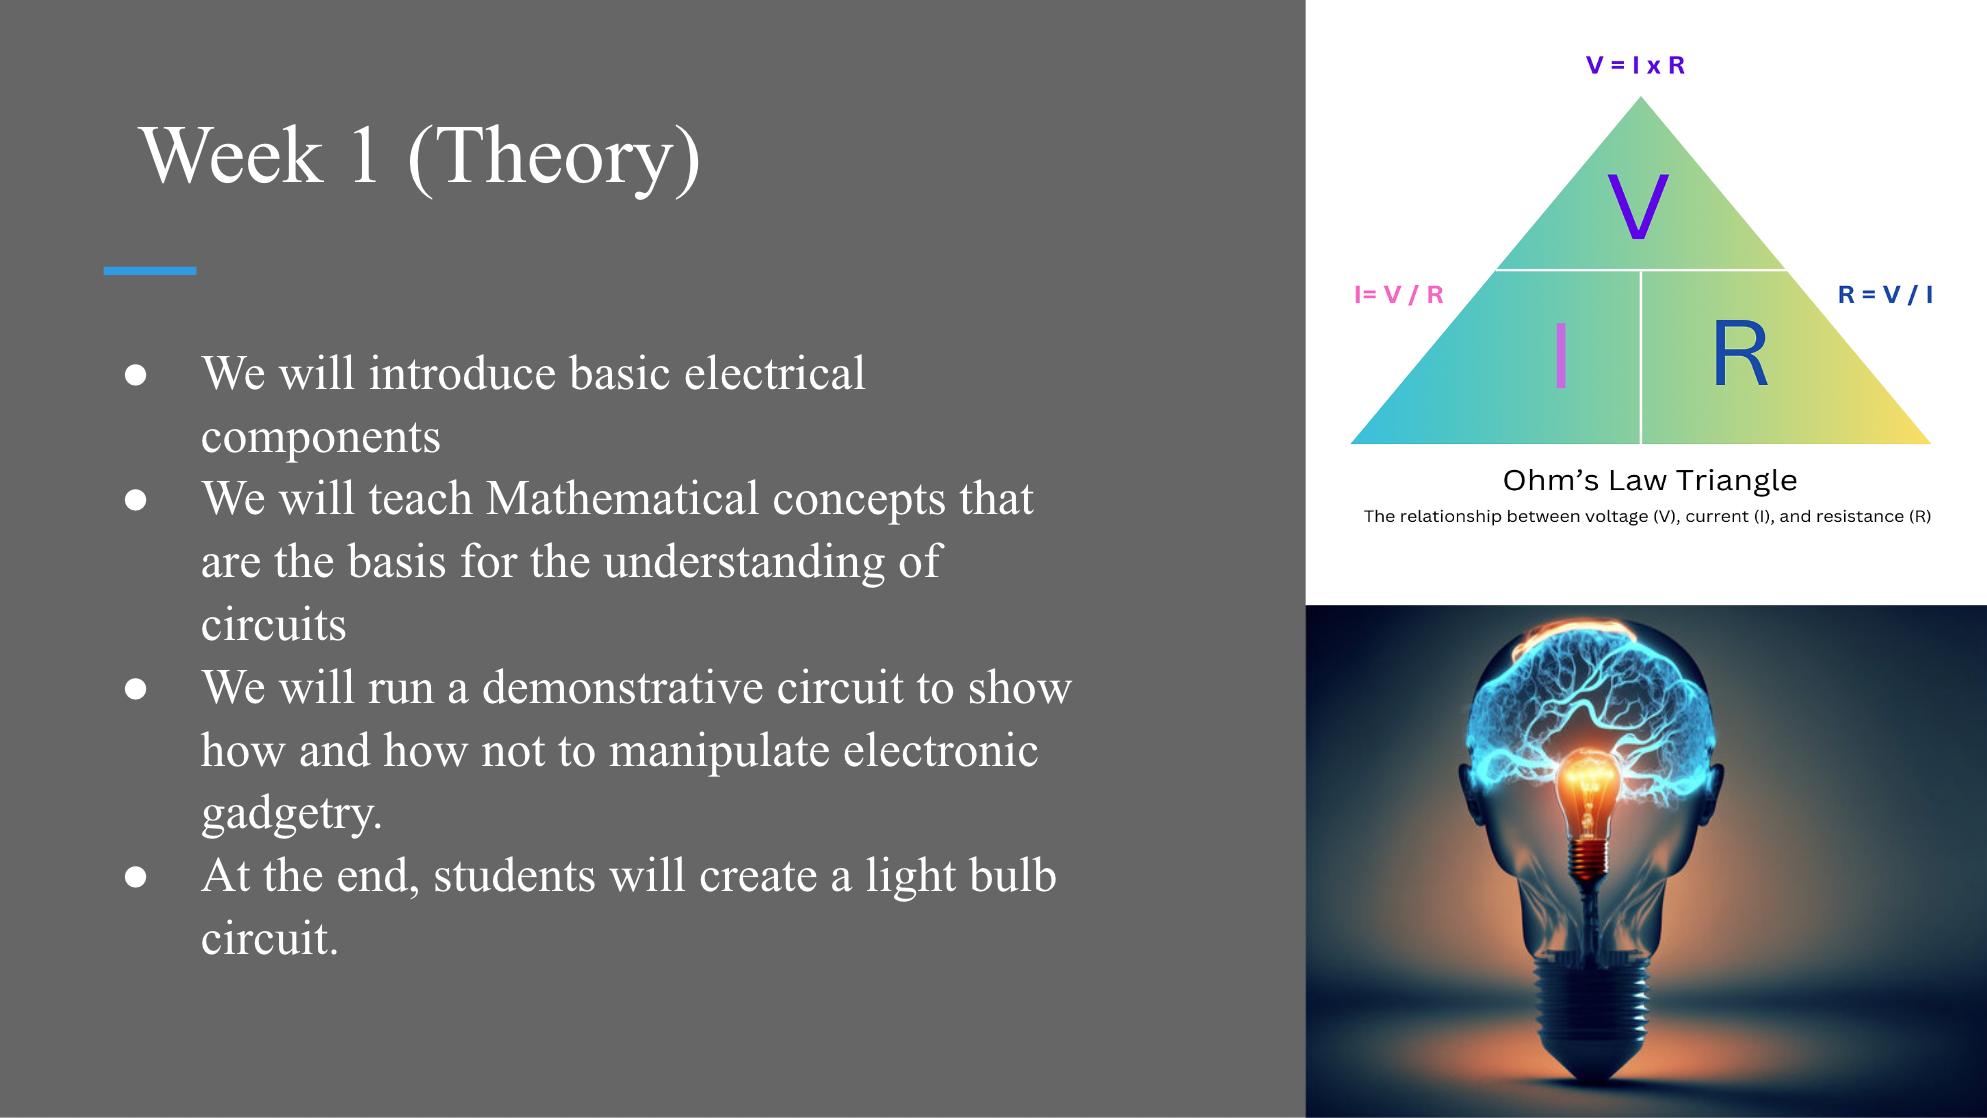 Week 1 (Theory)
● We will introduce basic electrical
components
● We will teach Mathematical concepts that
are the basis for the understanding of
circuits
● We will run a demonstrative circuit to show
how and how not to manipulate electronic
gadgetry.
● At the end, students will create a light bulb
circuit.
V = I x R
V
I= V / R
R = V / I
I
R
Ohm’s Law Triangle
The relationship between voltage (V), current (I), and resistance (R)